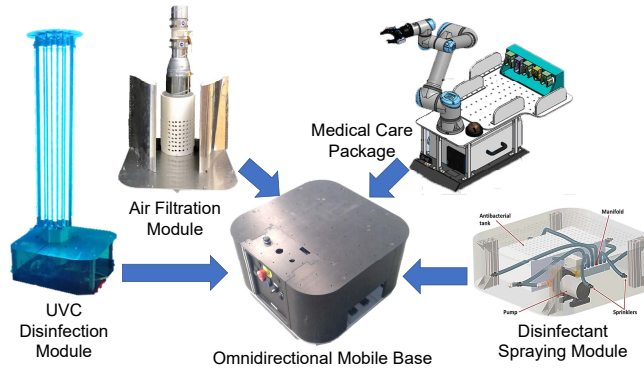 Medical Care
Package
Air Filtration
Module
Antibacterial
tank
Manifold
Pump
Sprinklers
UVC
Disinfection
Module
Omnidirectional Mobile Base
Disinfectant
Spraying Module